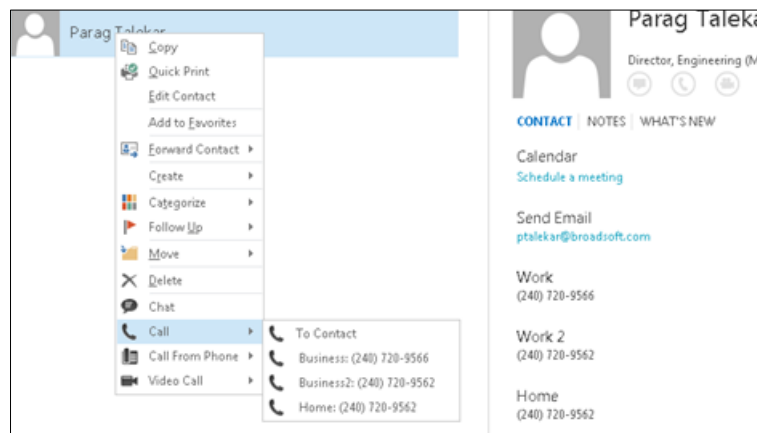 Parag Talekar
Copy
Quick Print
Edit Contact
Add to Favorites
Forward Contact
Create
Categorize
Follow Up
Move
Delete
Chat
Call
Call From Phone
Video Call
To Contact
Business: (240) 720-9566
Business2: (240) 720-9562
Home: (240) 720-9562
Parag Taleka
Director, Engineering (M
CONTACT NOTES WHAT'S NEW
Calendar
Schedule a meeting
Send Email
ptalekar@broadsoft.com
Work
(240) 720-9566
Work 2
(240) 720-9562
Home
(240) 720-9562